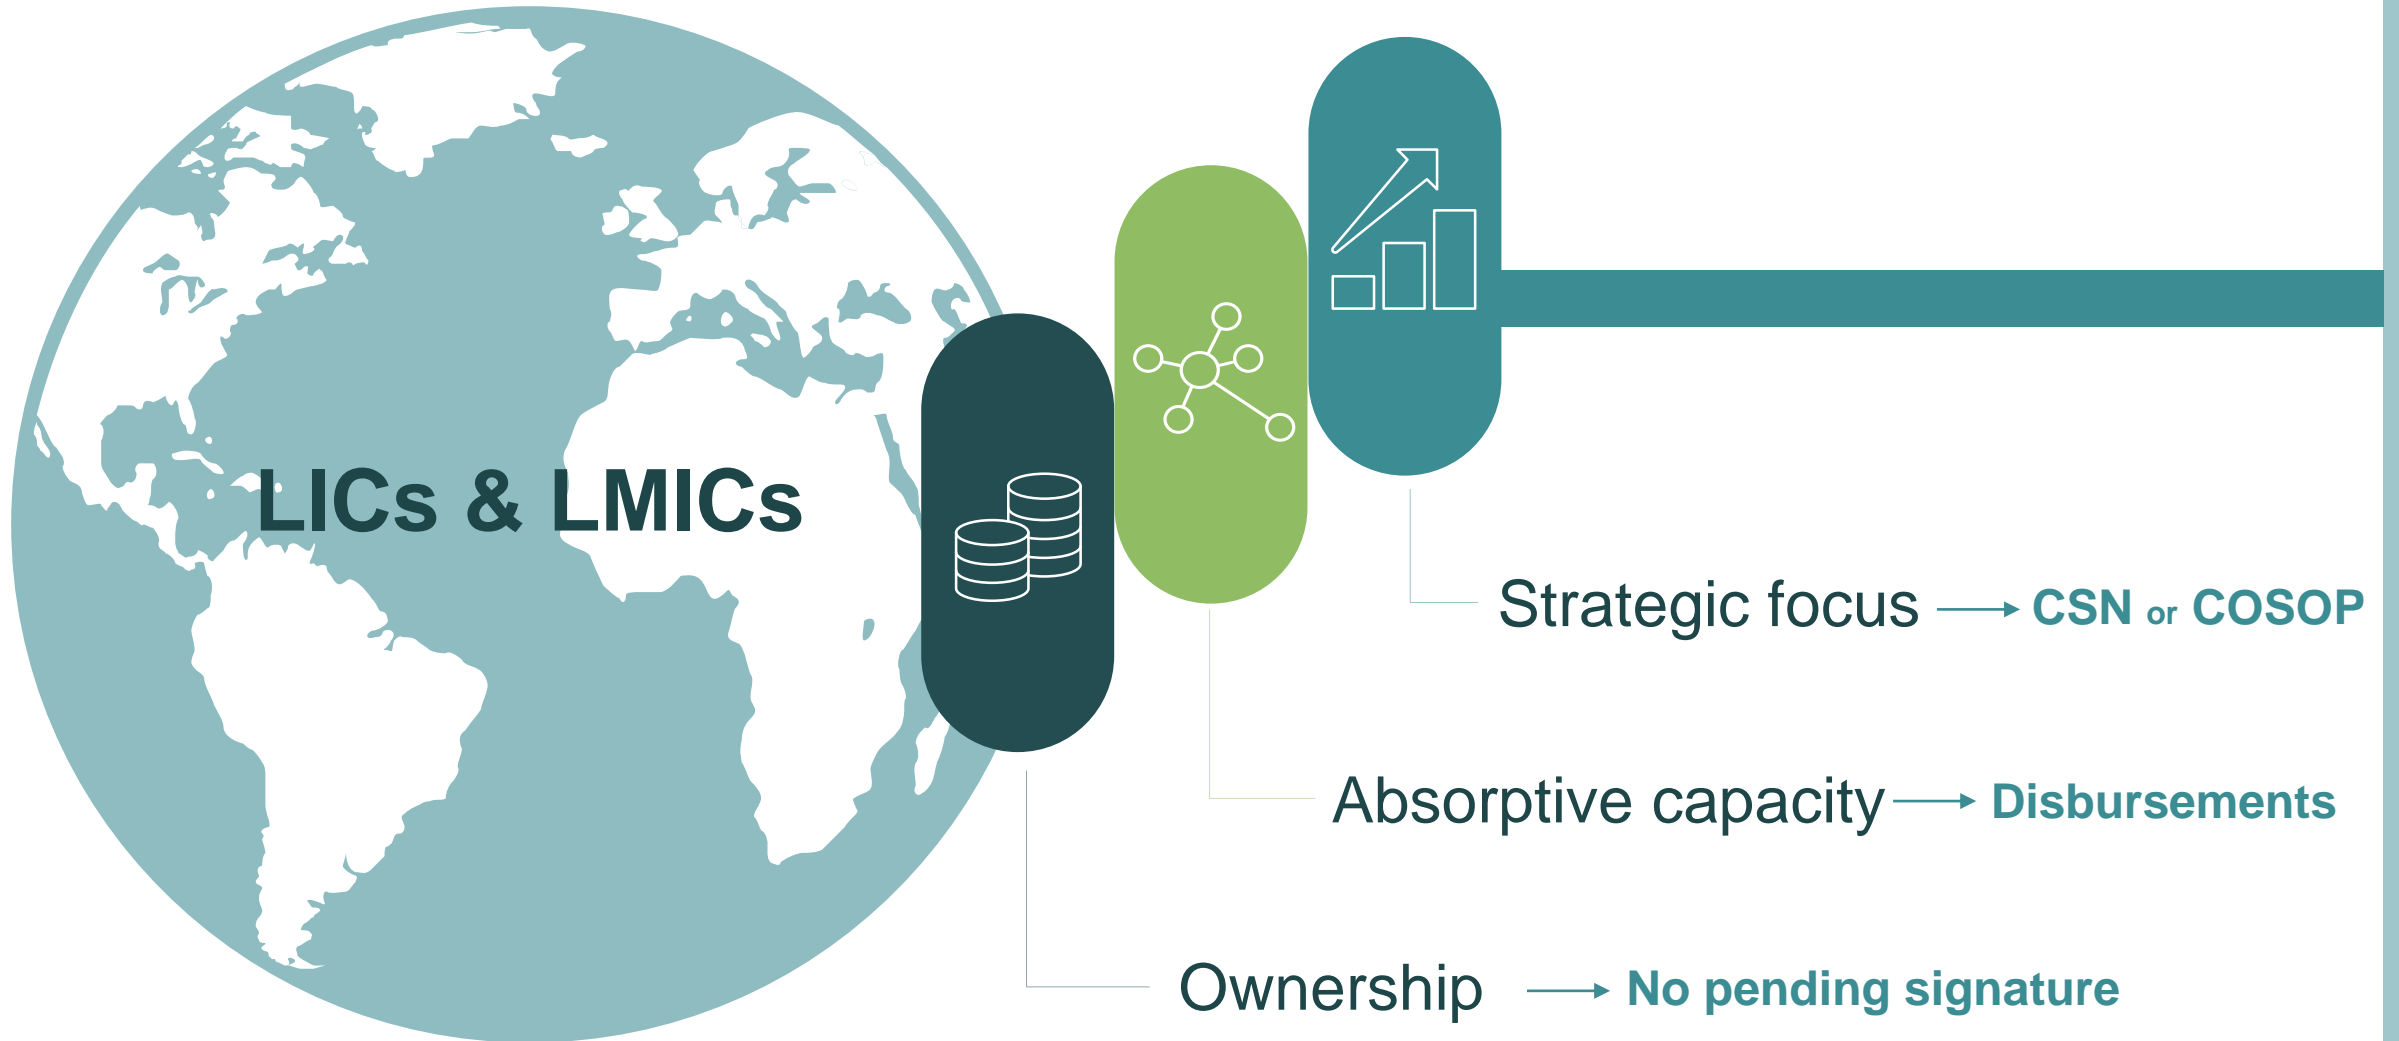 LICs & LMICs
Strategic focus → CSN or COSOP
Absorptive capacity → Disbursements
Ownership → No pending signature